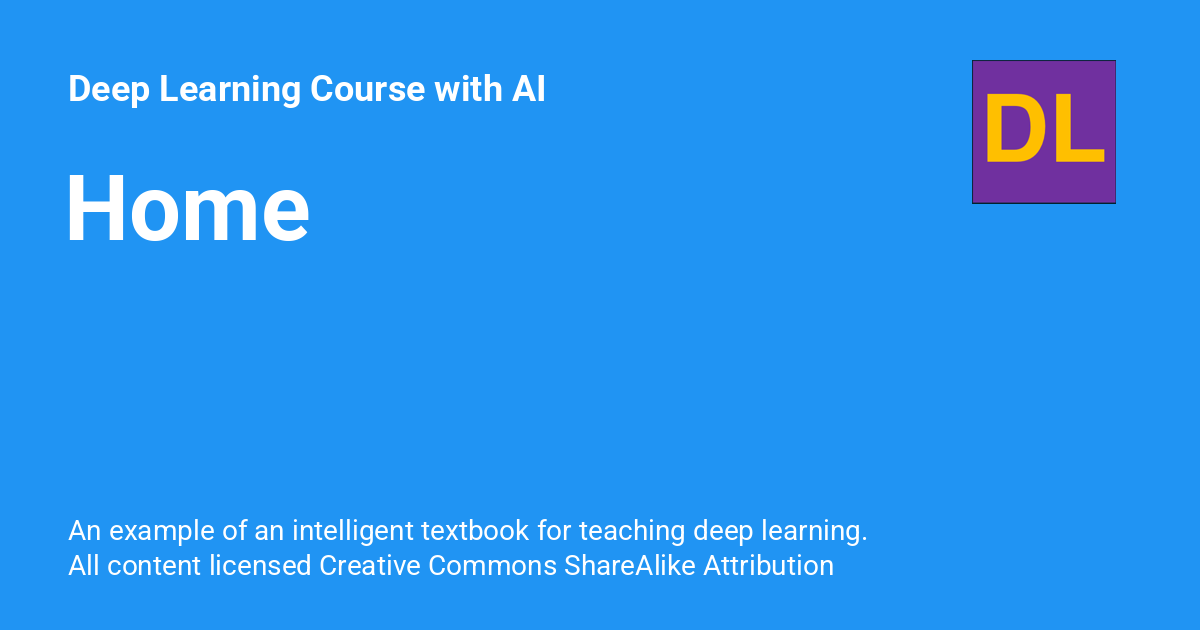 Deep Learning Course with AI
DL
Home
An example of an intelligent textbook for teaching deep learning.
All content licensed Creative Commons ShareAlike Attribution